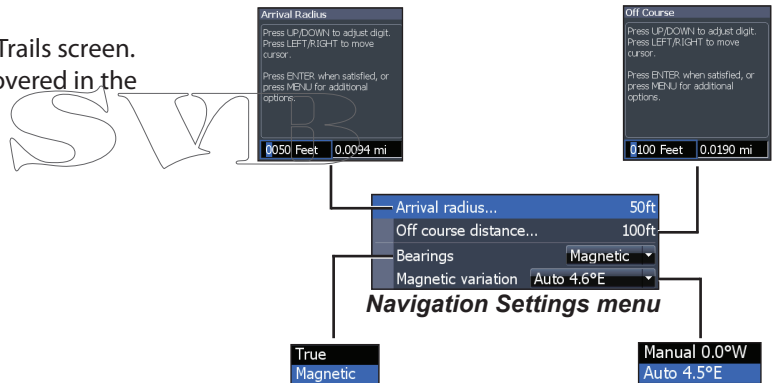 Trails screen.
overed in the
SVB
Arrival Radius
Press UP/DOWN to adjust digit.
Press LEFT/RIGHT to move
cursor.
Press ENTER when satisfied, or
press MENU for additional
options.
0050 Feet 0.0094 mi
Off Course
Press UP/DOWN to adjust digit.
Press LEFT/RIGHT to move
cursor.
Press ENTER when satisfied, or
press MENU for additional
options.
0100 Feet 0.0190 mi
Arrival radius... 50ft
Off course distance... 100ft
Bearings Magnetic
Magnetic variation Auto 4.6°E
Navigation Settings menu
True
Magnetic
Manual 0.0°W
Auto 4.5°E